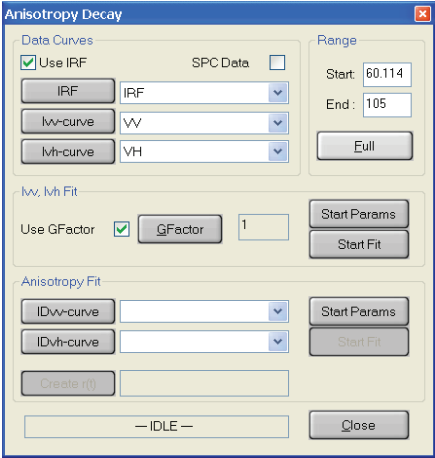 Anisotropy Decay
Data Curves
Use IRF
SPC Data
IRF
IRF
Ivv-curve
VV
Ivh-curve
VH
Range
Start: 60.114
End : 105
Full
Ivv, Ivh Fit
Use GFactor
GFactor
1
Start Params
Start Fit
Anisotropy Fit
IDvv-curve
IDvh-curve
Start Params
Start Fit
Create r(t)
— IDLE —
Close